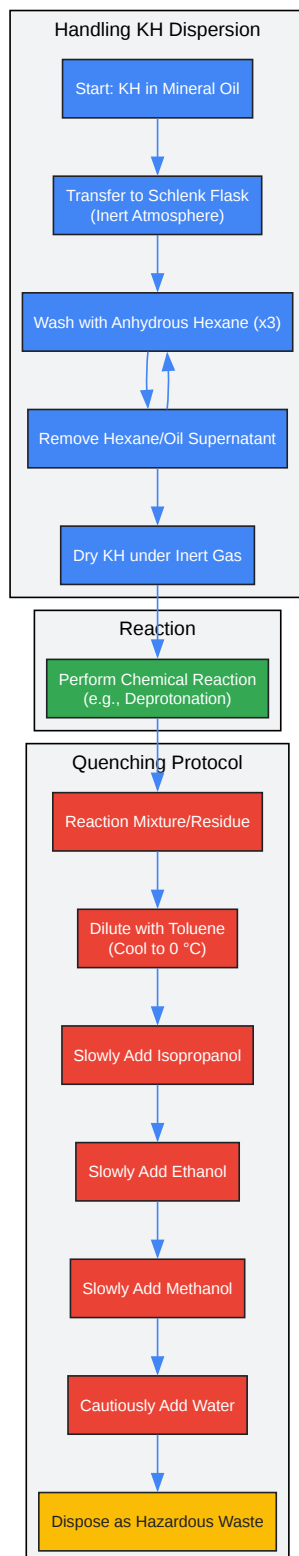 Handling KH Dispersion
Start: KH in Mineral Oil
Transfer to Schlenk Flask
(Inert Atmosphere)
Wash with Anhydrous Hexane (x3)
Remove Hexane/Oil Supernatant
Dry KH under Inert Gas
Reaction
Perform Chemical Reaction
(e.g., Deprotonation)
Quenching Protocol
Reaction Mixture/Residue
Dilute with Toluene
(Cool to 0 °C)
Slowly Add Isopropanol
Slowly Add Ethanol
Slowly Add Methanol
Cautiously Add Water
Dispose as Hazardous Waste